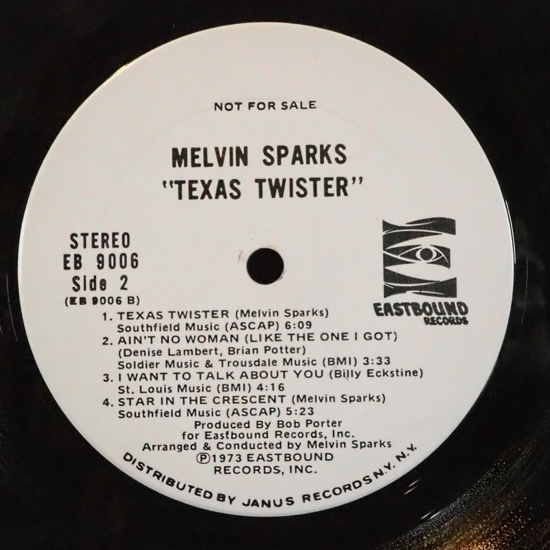 NOT FOR SALE
MELVIN SPARKS
"TEXAS TWISTER"
STEREO
EB 9006
Side 2
(EB 9006 B)
EASTBOUND
RECORDS
1. TEXAS TWISTER (Melvin Sparks)
Southfield Music (ASCAP) 6:09
2. AIN'T NO WOMAN (LIKE THE ONE I GOT)
(Denise Lambert, Brian Potter)
Soldier Music & Trousdale Music (BMI) 3:33
3. I WANT TO TALK ABOUT YOU (Billy Eckstine)
St. Louis Music (BMI) 4:16
4. STAR IN THE CRESCENT (Melvin Sparks)
Southfield Music (ASCAP) 5:23
Produced by Bob Porter
for Eastbound Records, Inc.
Arranged & Conducted by Melvin Sparks
Ⓟ1973 EASTBOUND
RECORDS, INC.
DISTRIBUTED BY JANUS RECORDS N.Y. N.Y.